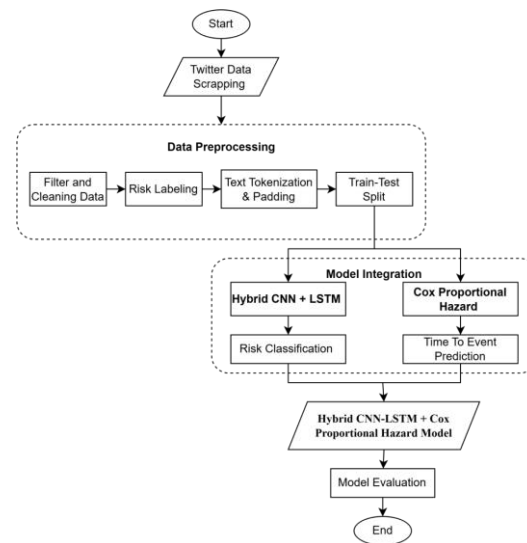 Start
Twitter Data
Scrapping
Data Preprocessing
Filter and
Cleaning Data
Risk Labeling
Text Tokenization
& Padding
Train-Test
Split
Model Integration
Hybrid CNN + LSTM
Cox Proportional
Hazard
Risk Classification
Time To Event
Prediction
Hybrid CNN-LSTM + Cox
Proportional Hazard Model
Model Evaluation
End